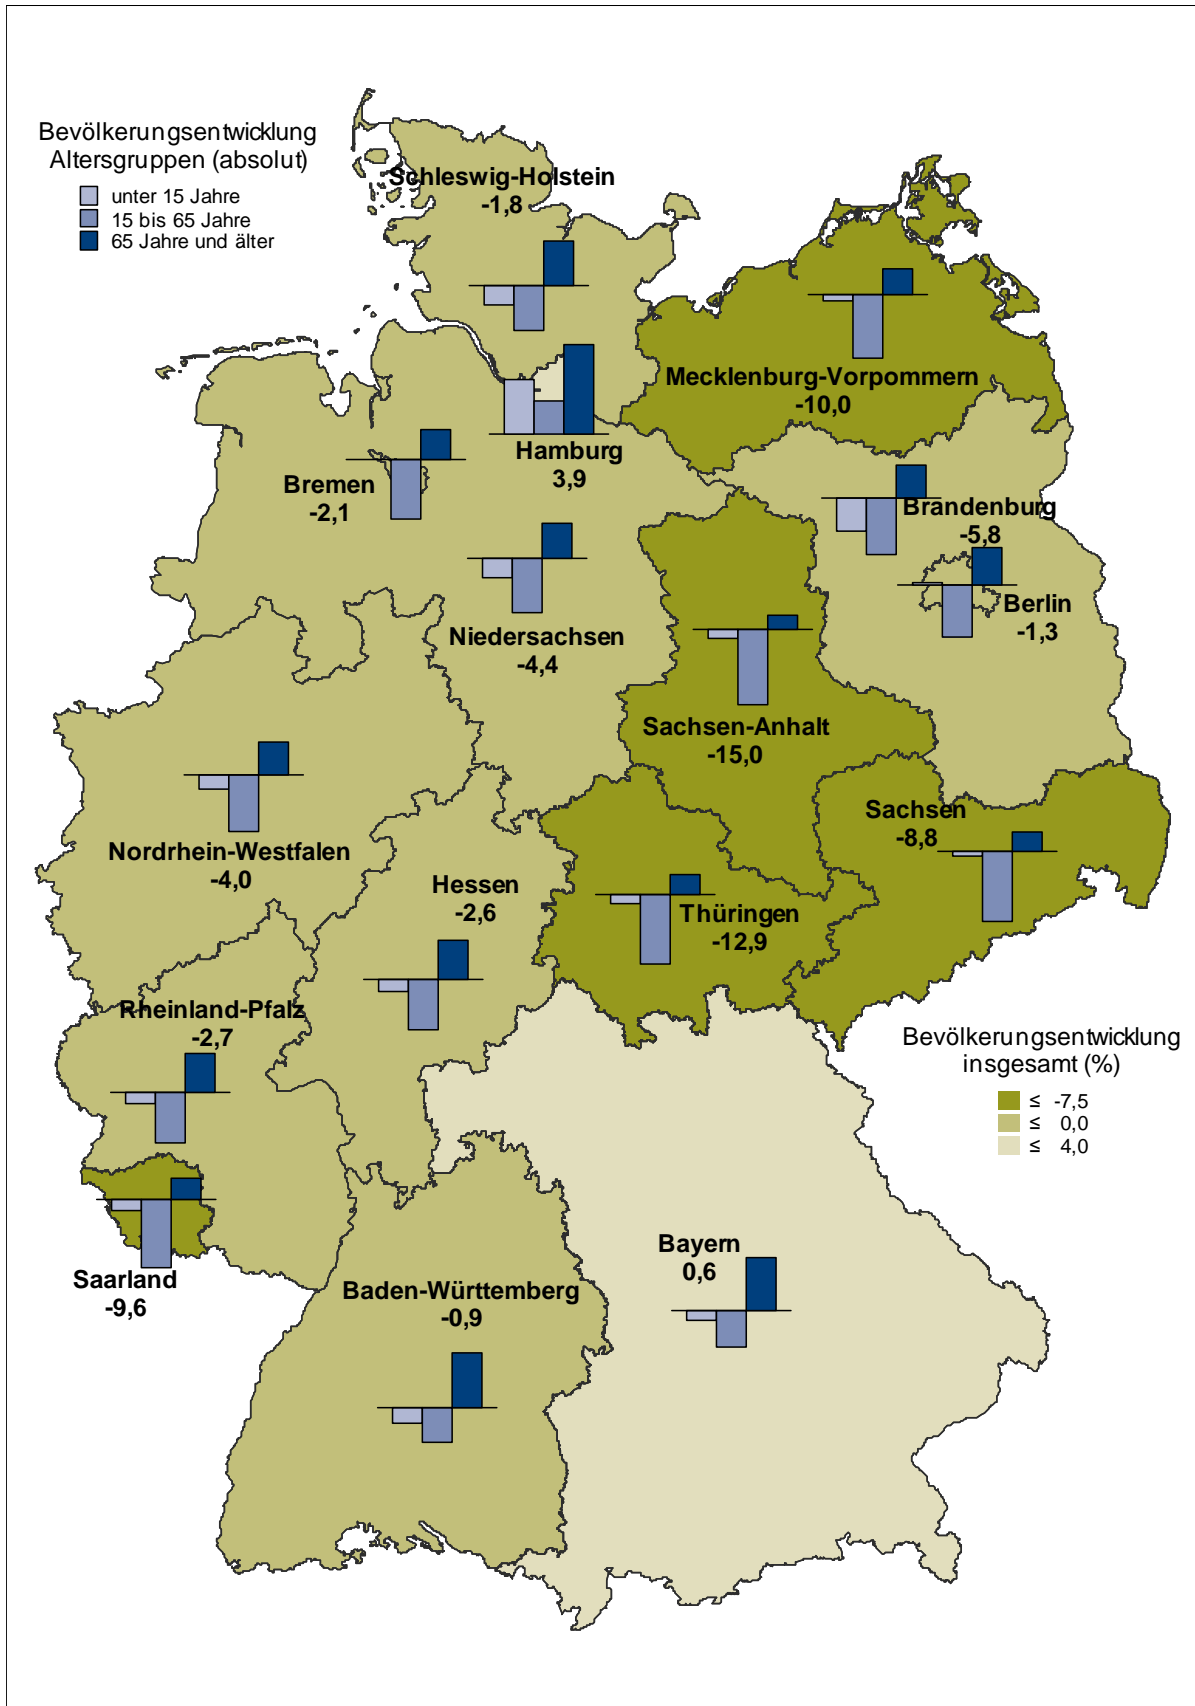 Bevölkerungsentwicklung
Altersgruppen (absolut)
unter 15 Jahre
15 bis 65 Jahre
65 Jahre und älter
Schleswig-Holstein
-1,8
Mecklenburg-Vorpommern
-10,0
Hamburg
3,9
Bremen
-2,1
Brandenburg
-5,8
Berlin
-1,3
Niedersachsen
-4,4
Sachsen-Anhalt
-15,0
Sachsen
-8,8
Nordrhein-Westfalen
-4,0
Hessen
-2,6
Thüringen
-12,9
Rheinland-Pfalz
-2,7
Bevölkerungsentwicklung
insgesamt (%)
≤ -7,5
≤ 0,0
≤ 4,0
Saarland
-9,6
Bayern
0,6
Baden-Württemberg
-0,9